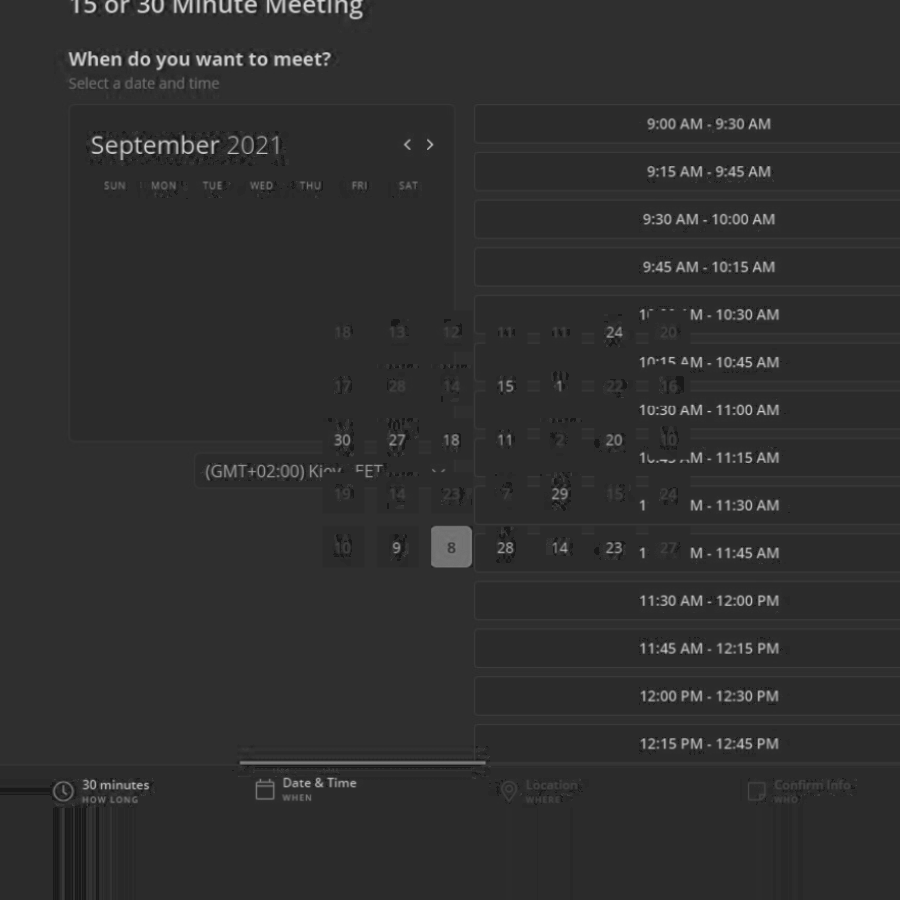 15 or 30 Minute Meeting
When do you want to meet?
Select a date and time
September 2021
SUN MON TUE WED THU FRI SAT
18 13 12 11 11 24 20
17 28 14 15 1 22 16
30 27 18 11 2 20 10
19 14 23 7 29 15 24
10 9 8 28 14 23 27
(GMT+02:00) EET
9:00 AM - 9:30 AM
9:15 AM - 9:45 AM
9:30 AM - 10:00 AM
9:45 AM - 10:15 AM
M - 10:30 AM
10:15 AM - 10:45 AM
10:30 AM - 11:00 AM
10:45 AM - 11:15 AM
1 M - 11:30 AM
1 M - 11:45 AM
11:30 AM - 12:00 PM
11:45 AM - 12:15 PM
12:00 PM - 12:30 PM
12:15 PM - 12:45 PM
30 minutes
HOW LONG
Date & Time
WHEN
Location
WHERE
Confirm Info
WHO